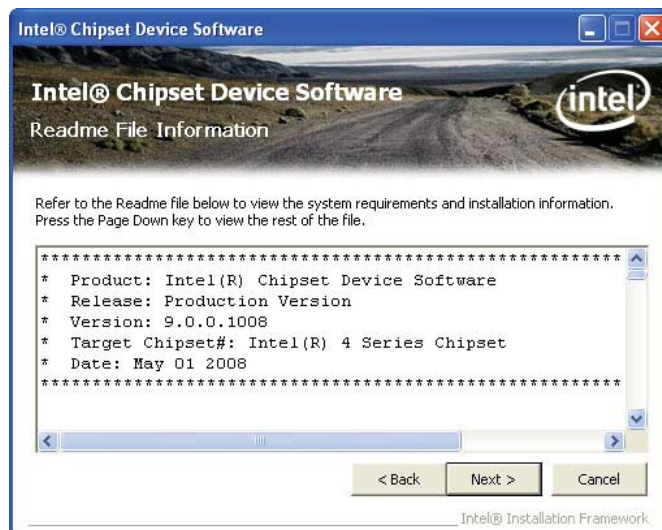 Intel® Chipset Device Software
Intel® Chipset Device Software
intel
Readme File Information
Refer to the Readme file below to view the system requirements and installation information.
Press the Page Down key to view the rest of the file.
************************************************************
* Product: Intel(R) Chipset Device Software
* Release: Production Version
* Version: 9.0.0.1008
* Target Chipset#: Intel(R) 4 Series Chipset
* Date: May 01 2008
************************************************************
< Back
Next >
Cancel
Intel® Installation Framework